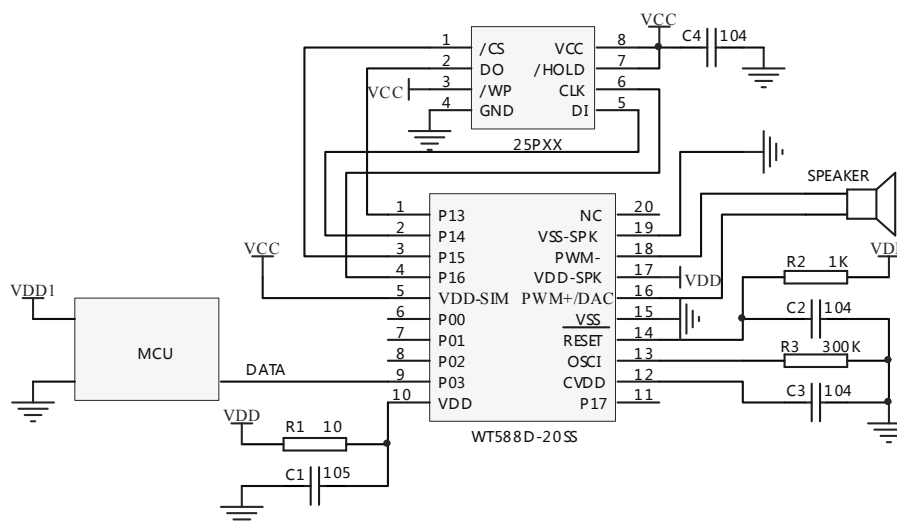 VCC
C4 104
1 /CS VCC 8
2 DO /HOLD 7
VCC 3 /WP CLK 6
4 GND DI 5
25PXX
SPEAKER
1 P13 NC 20
2 P14 VSS-SPK 19
3 P15 PWM- 18
4 P16 VDD-SPK 17 VDD
5 VDD-SIM PWM+/DAC 16
6 P00 VSS 15
7 P01 RESET 14
8 P02 OSCI 13
9 P03 CVDD 12
10 VDD P17 11
WT588D-20SS
VCC
VDD1
MCU
DATA
VDD
R1 10
C1 105
R2 1K
C2 104
R3 300K
C3 104